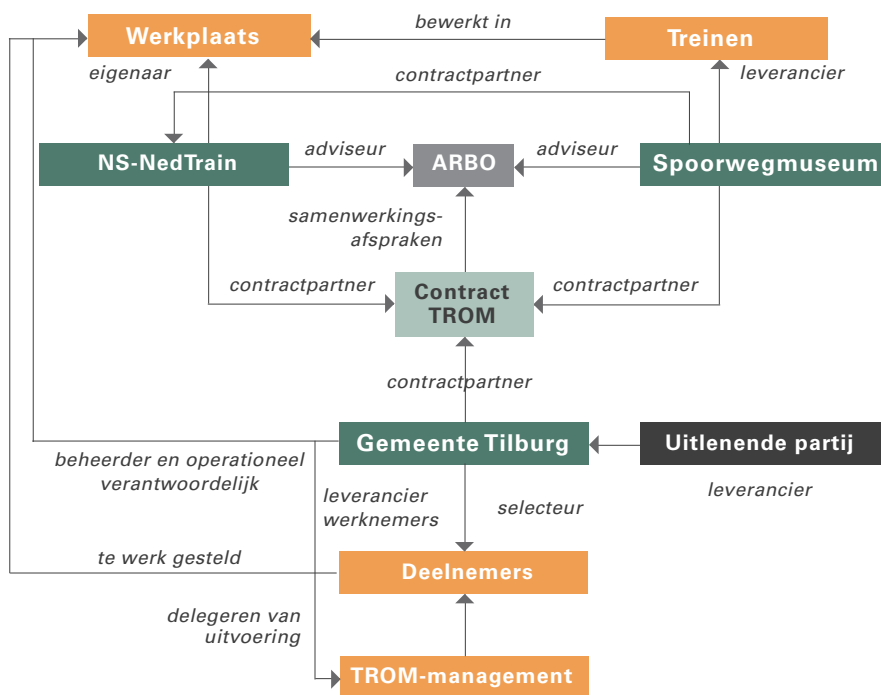 Werkplaats
bewerkt in
Treinen
eigenaar
contractpartner
leverancier
NS-NedTrain
adviseur
ARBO
adviseur
Spoorwegmuseum
samenwerkings-
afspraken
contractpartner
Contract
TROM
contractpartner
contractpartner
Gemeente Tilburg
Uitlenende partij
beheerder en operationeel
verantwoordelijk
leverancier
werknemers
selecteur
leverancier
te werk gesteld
Deelnemers
delegeren van
uitvoering
TROM-management